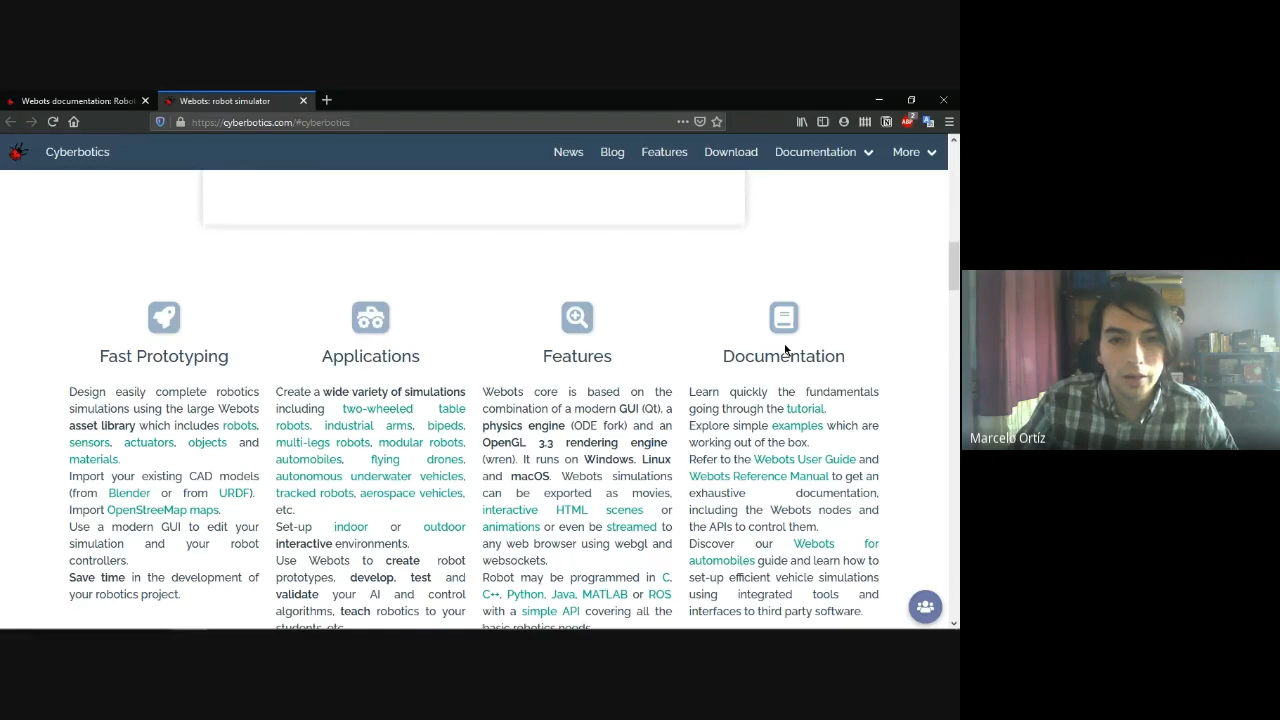 Webots documentation: Robot
Webots: robot simulator
https://cyberbotics.com/#cyberbotics
ABP
2
Cyberbotics
News
Blog
Features
Download
Documentation
More
Fast Prototyping
Design easily complete robotics
simulations using the large Webots
asset library which includes robots,
sensors, actuators, objects and
materials.
Import your existing CAD models
(from Blender or from URDF).
Import OpenStreetMap maps.
Use a modern GUI to edit your
simulation and your robot
controllers.
Save time in the development of
your robotics project.
Applications
Create a wide variety of simulations
including two-wheeled table
robots, industrial arms, bipeds,
multi-legs robots, modular robots,
automobiles, flying drones,
autonomous underwater vehicles,
tracked robots, aerospace vehicles,
etc.
Set-up indoor or outdoor
interactive environments.
Use Webots to create robot
prototypes, develop, test and
validate your AI and control
algorithms, teach robotics to your
students, etc.
Features
Webots core is based on the
combination of a modern GUI (Qt), a
physics engine (ODE fork) and an
OpenGL 3.3 rendering engine
(wren). It runs on Windows, Linux
and macOS. Webots simulations
can be exported as movies,
interactive HTML scenes or
animations or even be streamed to
any web browser using webgl and
websockets.
Robot may be programmed in C,
C++, Python, Java, MATLAB or ROS
with a simple API covering all the
basic robotics needs.
Documentation
Learn quickly the fundamentals
going through the tutorial.
Explore simple examples which are
working out of the box.
Refer to the Webots User Guide and
Webots Reference Manual to get an
exhaustive documentation,
including the Webots nodes and
the APIs to control them.
Discover our Webots for
automobiles guide and learn how to
set-up efficient vehicle simulations
using integrated tools and
interfaces to third party software.
Marcelo Ortíz